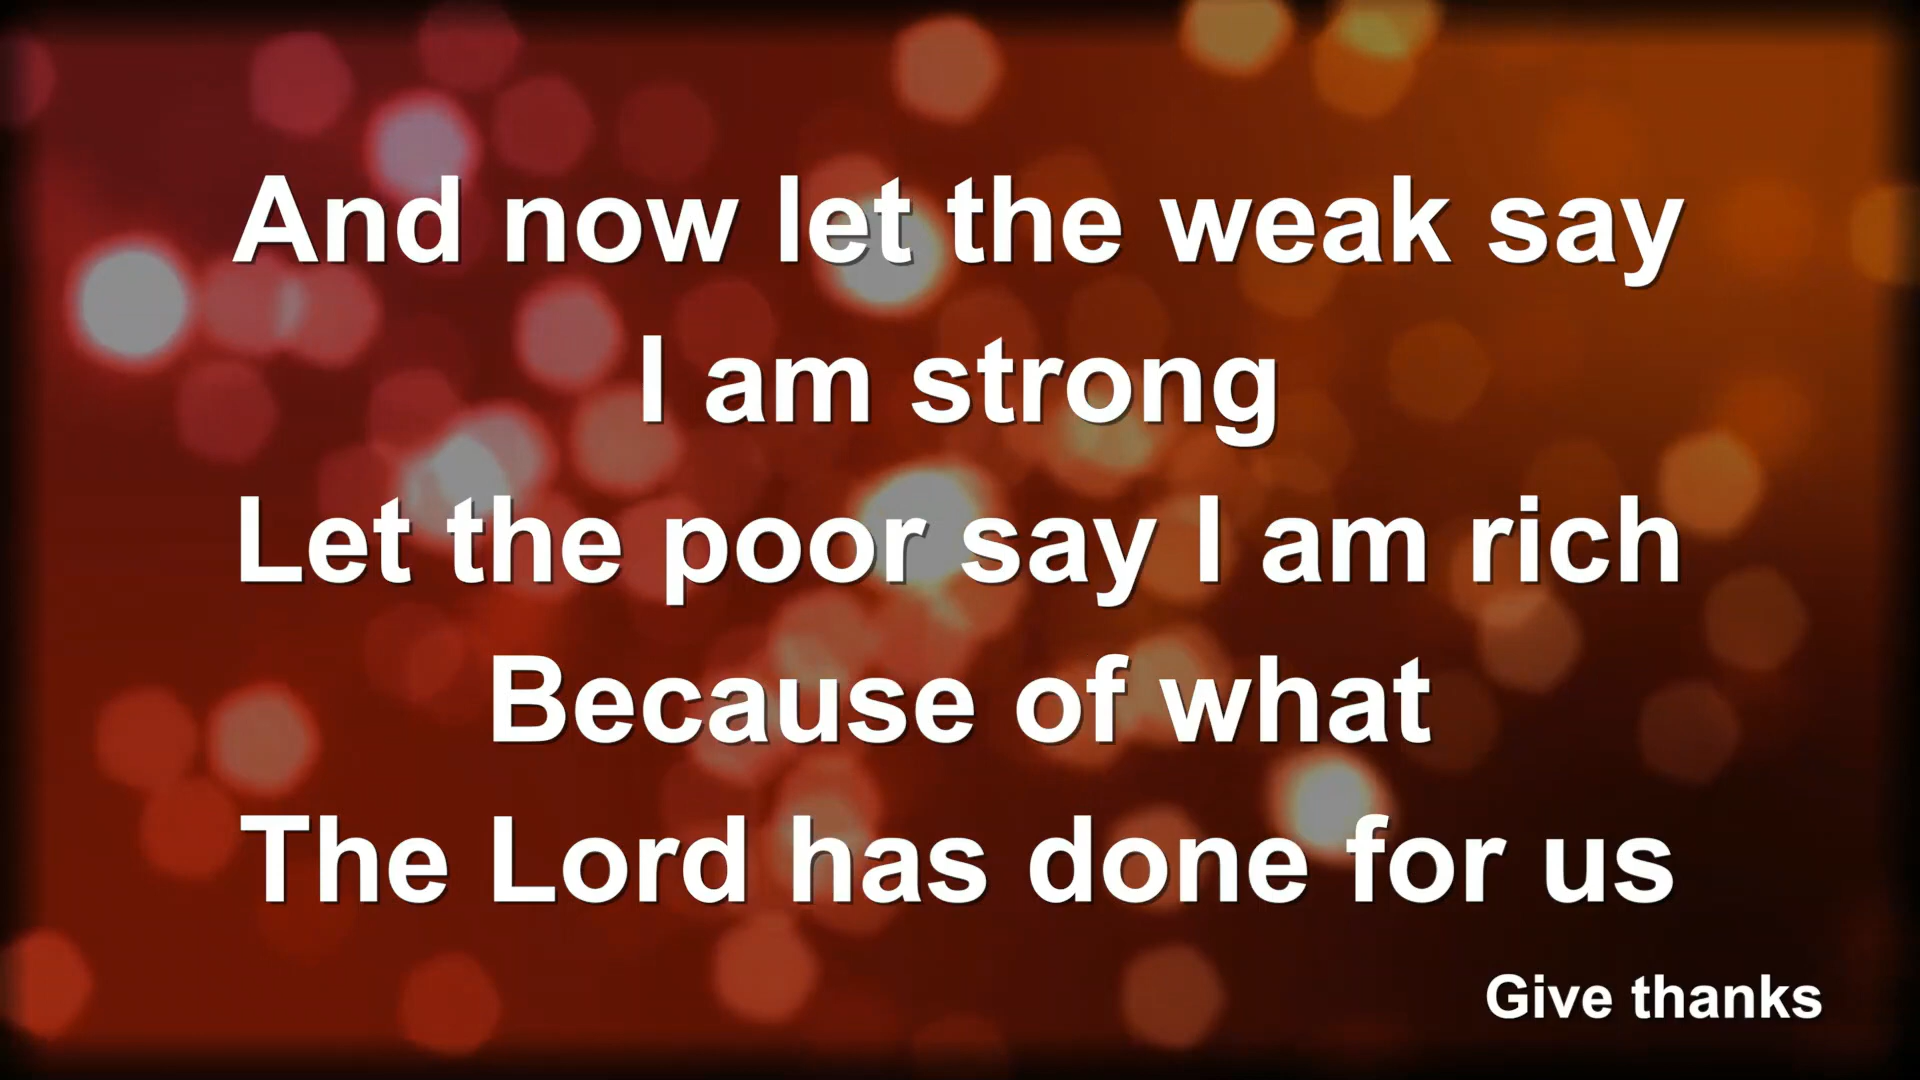 And now let the weak say
I am strong
Let the poor say I am rich
Because of what
The Lord has done for us
Give thanks